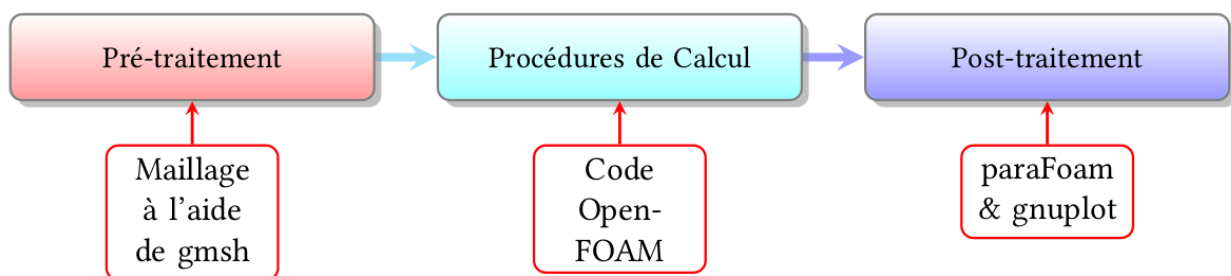 Pré-traitement
Procédures de Calcul
Post-traitement
Maillage
à l’aide
de gmsh
Code
Open-
FOAM
paraFoam
& gnuplot